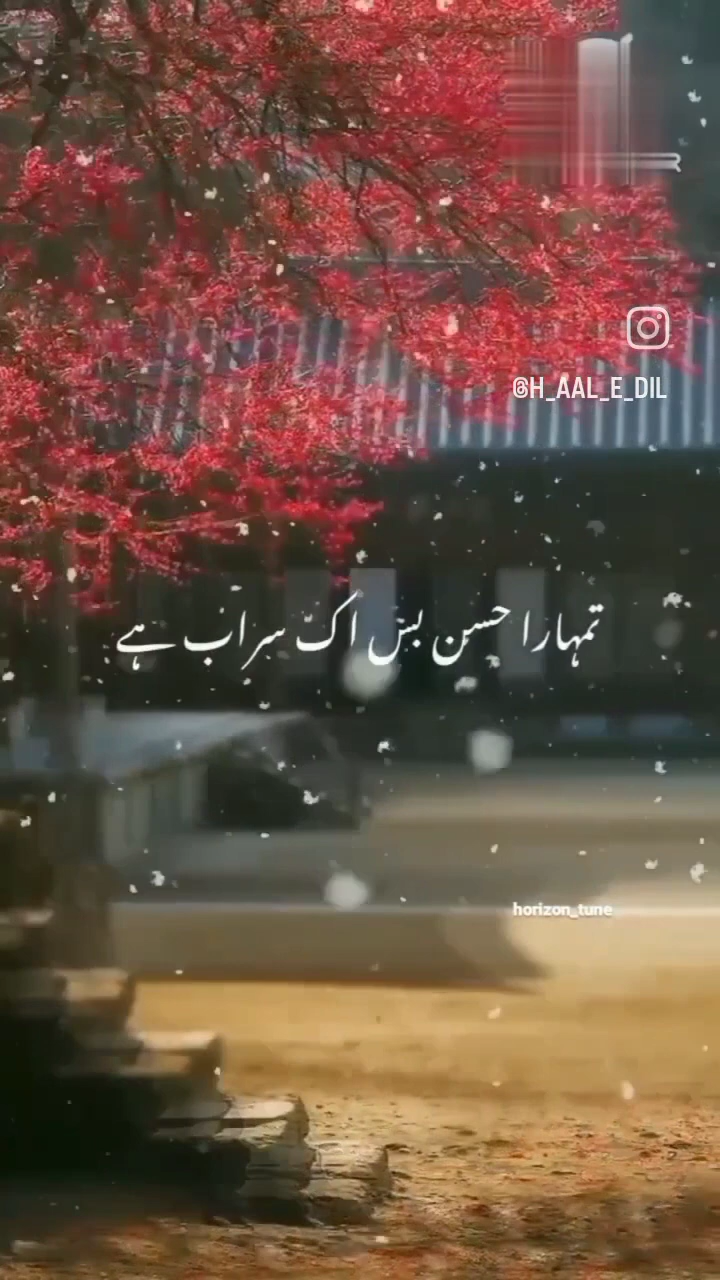 @H_AAL_E_DIL
تمہارا حسن بس اک سراب ہے
horizon_tune